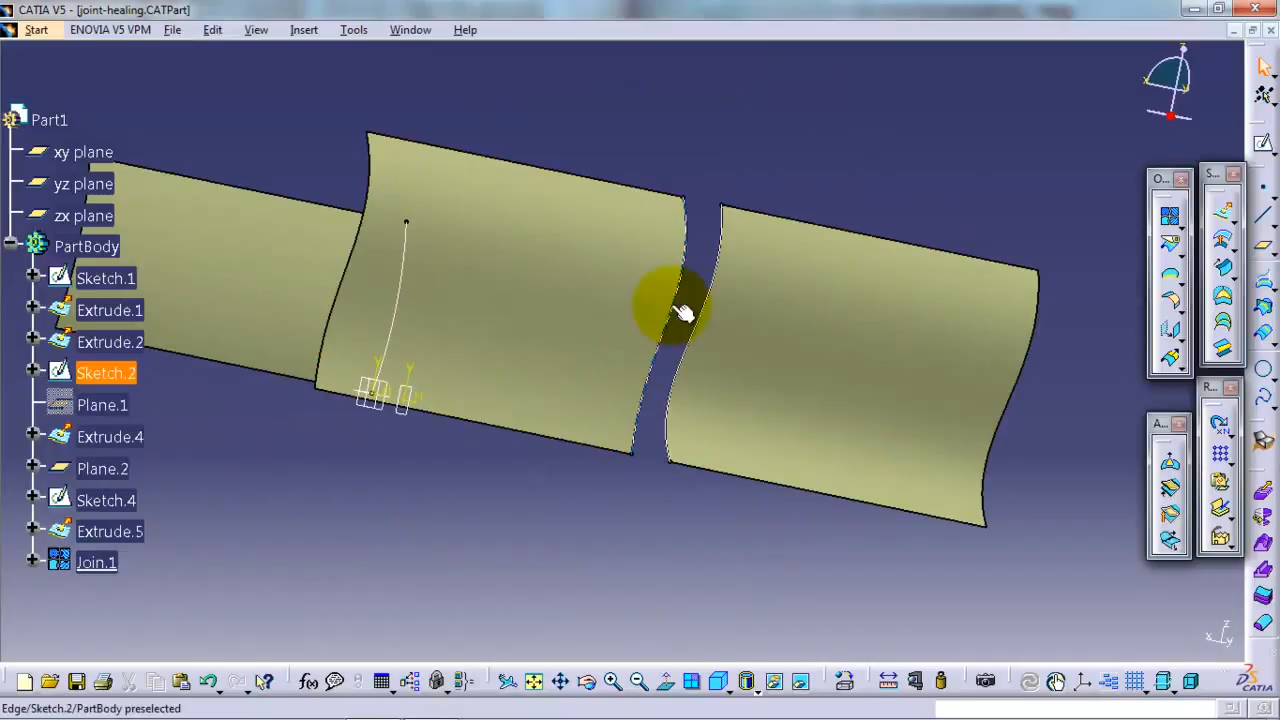 CATIA V5 - [joint-healing.CATPart]
Start ENOVIA V5 VPM File Edit View Insert Tools Window Help
Part1
xy plane
yz plane
zx plane
PartBody
Sketch.1
Extrude.1
Extrude.2
Sketch.2
Plane.1
Extrude.4
Plane.2
Sketch.4
Extrude.5
Join.1
O...
S...
A...
R...
Edge/Sketch.2/PartBody preselected
CATIA